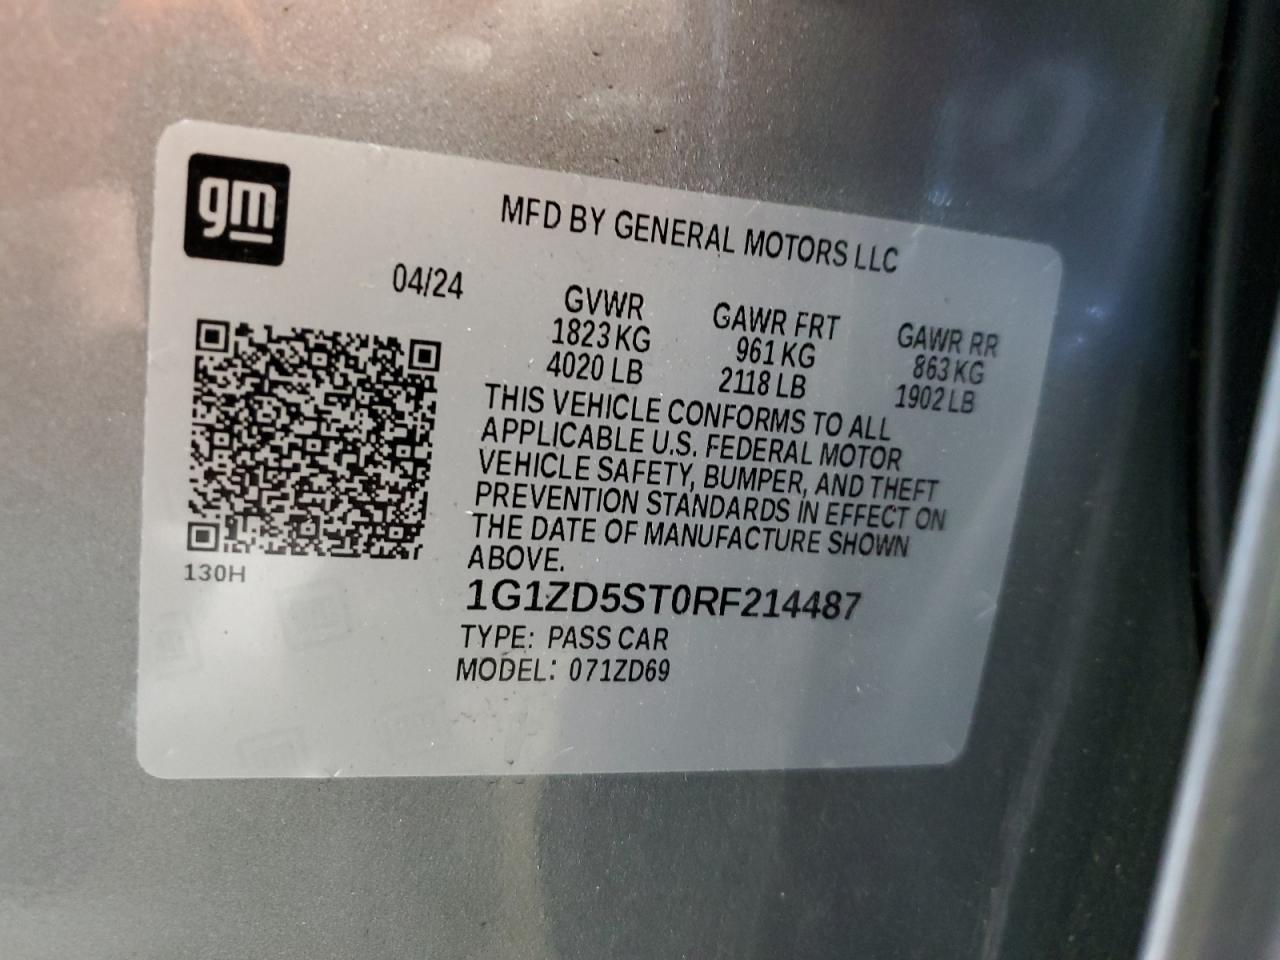 gm
MFD BY GENERAL MOTORS LLC
04/24
GVWR
1823 KG
4020 LB
GAWR FRT
961 KG
2118 LB
GAWR RR
863 KG
1902 LB
THIS VEHICLE CONFORMS TO ALL
APPLICABLE U.S. FEDERAL MOTOR
VEHICLE SAFETY, BUMPER, AND THEFT
PREVENTION STANDARDS IN EFFECT ON
THE DATE OF MANUFACTURE SHOWN
ABOVE.
130H
1G1ZD5ST0RF214487
TYPE: PASS CAR
MODEL: 071ZD69